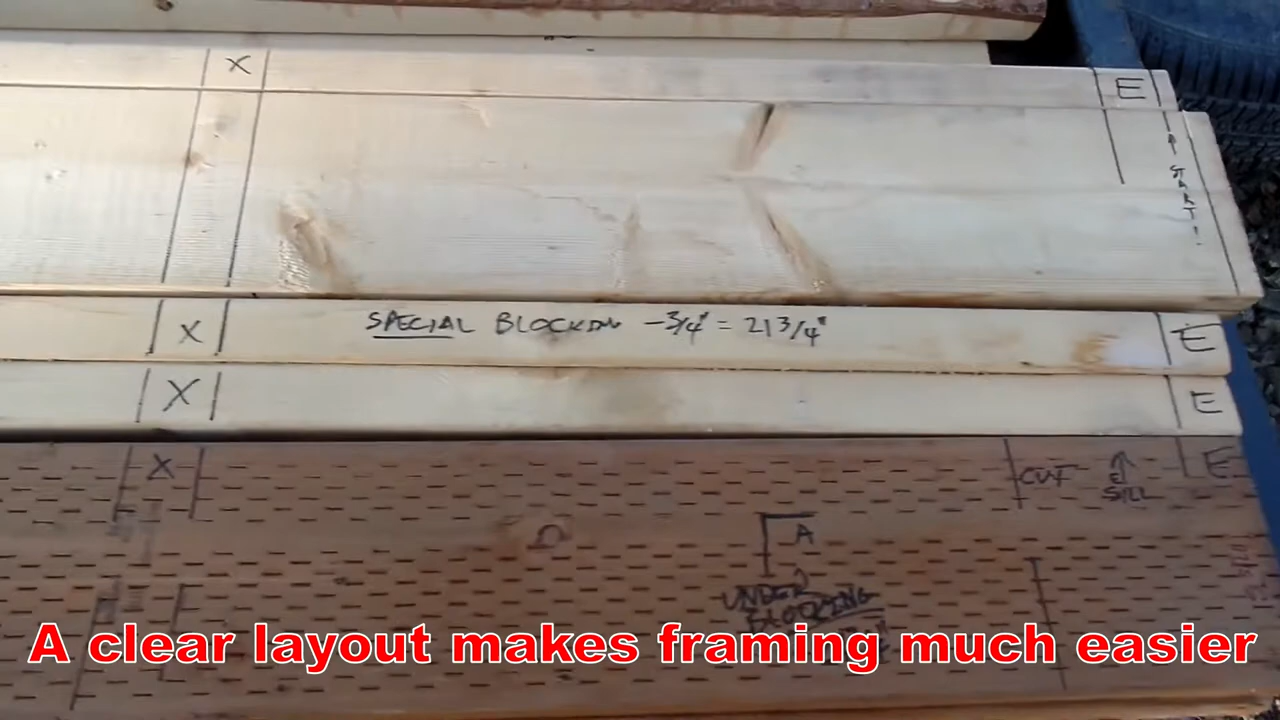 X
E
START!
X
SPECIAL BLOCKING -3/4" = 21 3/4"
E
X
E
X
CUT
SILL
E
A
UNDER
BLOCKING
A clear layout makes framing much easier